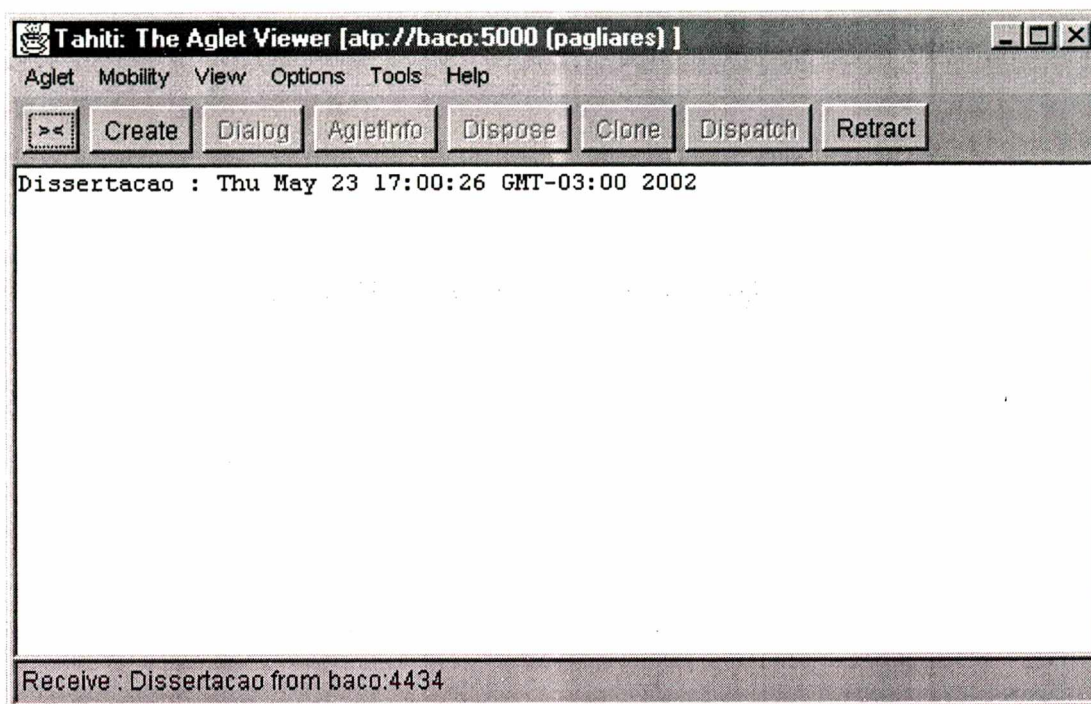 Tahiti: The Aglet Viewer [atp://baco:5000 (pagliares) ]
Aglet Mobility View Options Tools Help
>< Create Dialog AgletInfo Dispose Clone Dispatch Retract
Dissertacao : Thu May 23 17:00:26 GMT-03:00 2002
Receive : Dissertacao from baco:4434